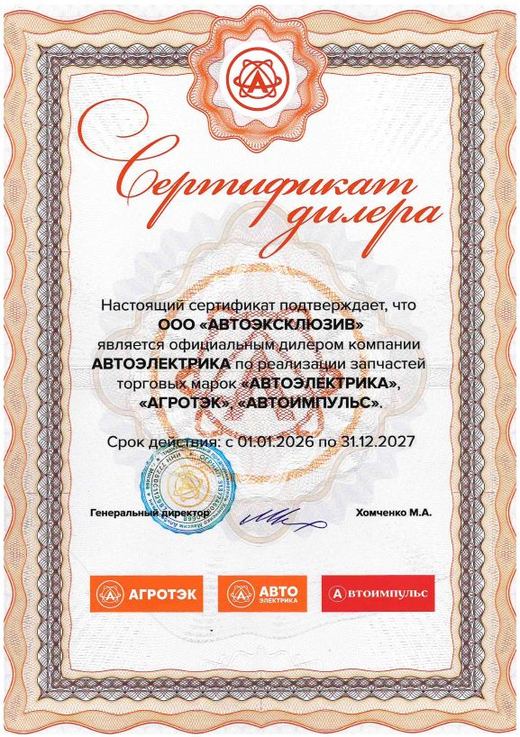 Сертификат
дилера
Настоящий сертификат подтверждает, что
ООО «АВТОЭКСКЛЮЗИВ»
является официальным дилером компании
АВТОЭЛЕКТРИКА по реализации запчастей
торговых марок «АВТОЭЛЕКТРИКА»,
«АГРОТЭК», «АВТОИМПУЛЬС».
Срок действия: с 01.01.2026 по 31.12.2027
Генеральный директор Хомченко М.А.
АГРОТЭК
АВТО
ЭЛЕКТРИКА
АВТОИМПУЛЬС